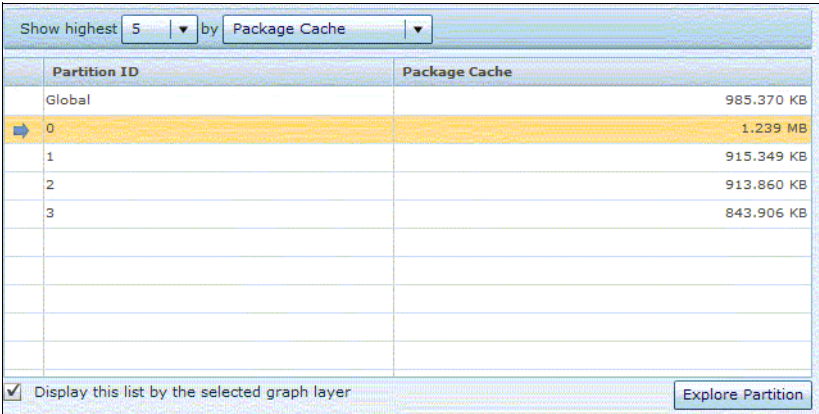 Show highest 5 by Package Cache
Partition ID Package Cache
Global 985.370 KB
0 1.239 MB
1 915.349 KB
2 913.860 KB
3 843.906 KB
Display this list by the selected graph layer Explore Partition